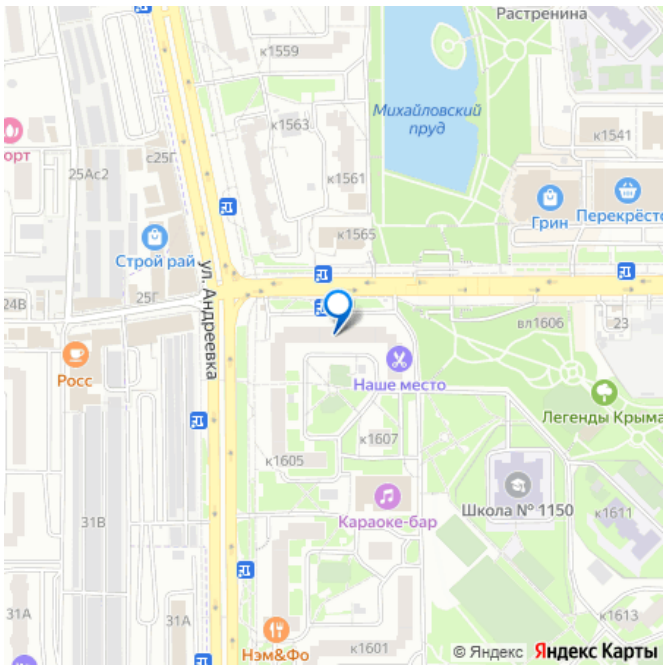 к1559
Растренина
Михайловский
пруд
к1563
к1541
орт
с25Г
25Ас2
к1561
Грин
Перекрёсто
к1565
Строй рай
ул. Андреевка
24В
25Г
вл1606
23
Росс
Наше место
Легенды Крыма
к1607
к1605
Школа № 1150
к1611
31В
Караоке-бар
31А
31А
к1613
Нэм&Фо
к1601
© Яндекс Яндекс Карты